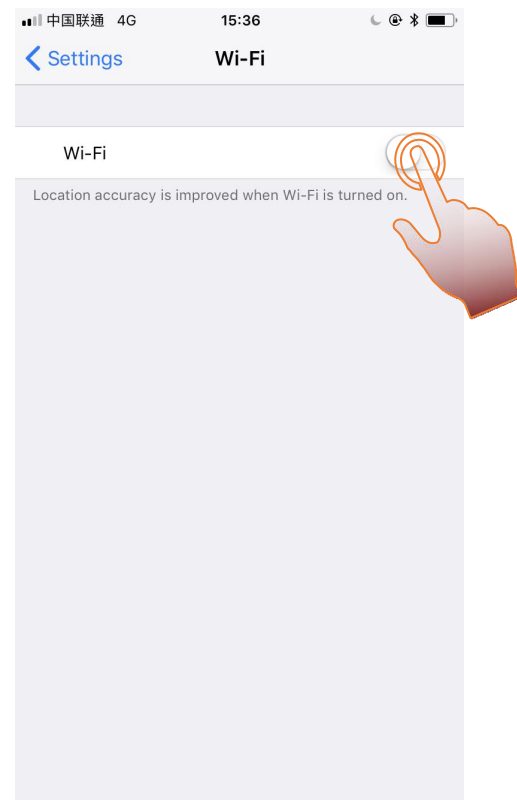 中国联通 4G 15:36
Settings Wi-Fi
Wi-Fi
Location accuracy is improved when Wi-Fi is turned on.